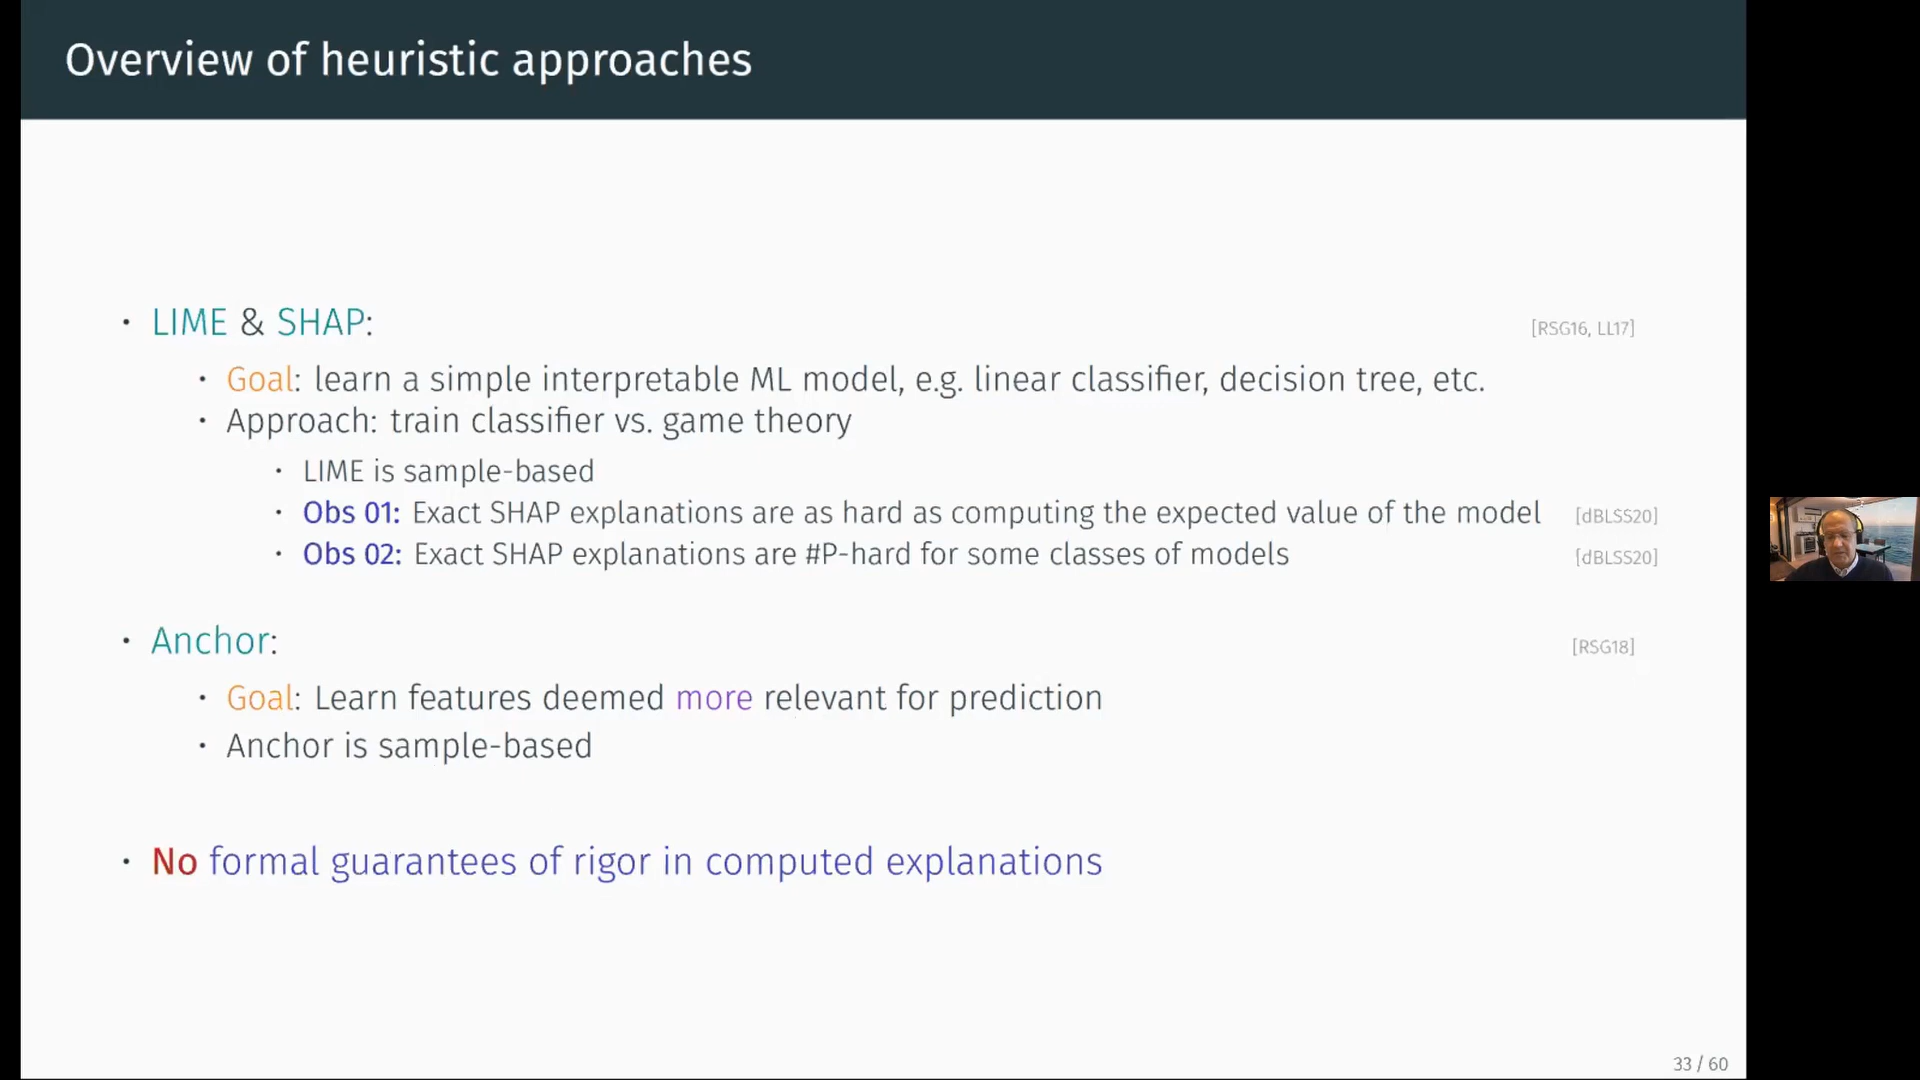 Overview of heuristic approaches
• LIME & SHAP: [RSG16, LL17]
• Goal: learn a simple interpretable ML model, e.g. linear classifier, decision tree, etc.
• Approach: train classifier vs. game theory
• LIME is sample-based
• Obs 01: Exact SHAP explanations are as hard as computing the expected value of the model [dBLSS20]
• Obs 02: Exact SHAP explanations are #P-hard for some classes of models [dBLSS20]
• Anchor: [RSG18]
• Goal: Learn features deemed more relevant for prediction
• Anchor is sample-based
• No formal guarantees of rigor in computed explanations
33 / 60